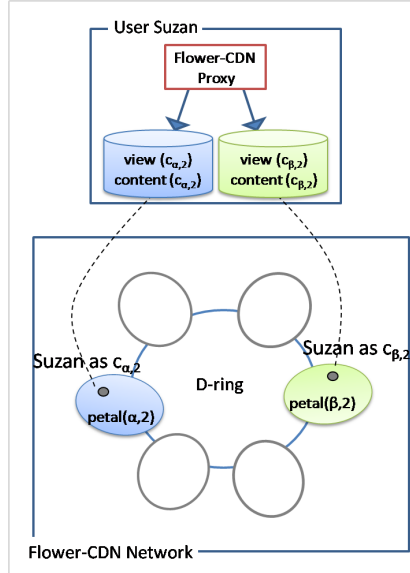 User Suzan
Flower-CDN
Proxy
view (cα,2)
content (cα,2)
view (cβ,2)
content (cβ,2)
Suzan as cα,2
Suzan as cβ,2
D-ring
petal(α,2)
petal(β,2)
Flower-CDN Network